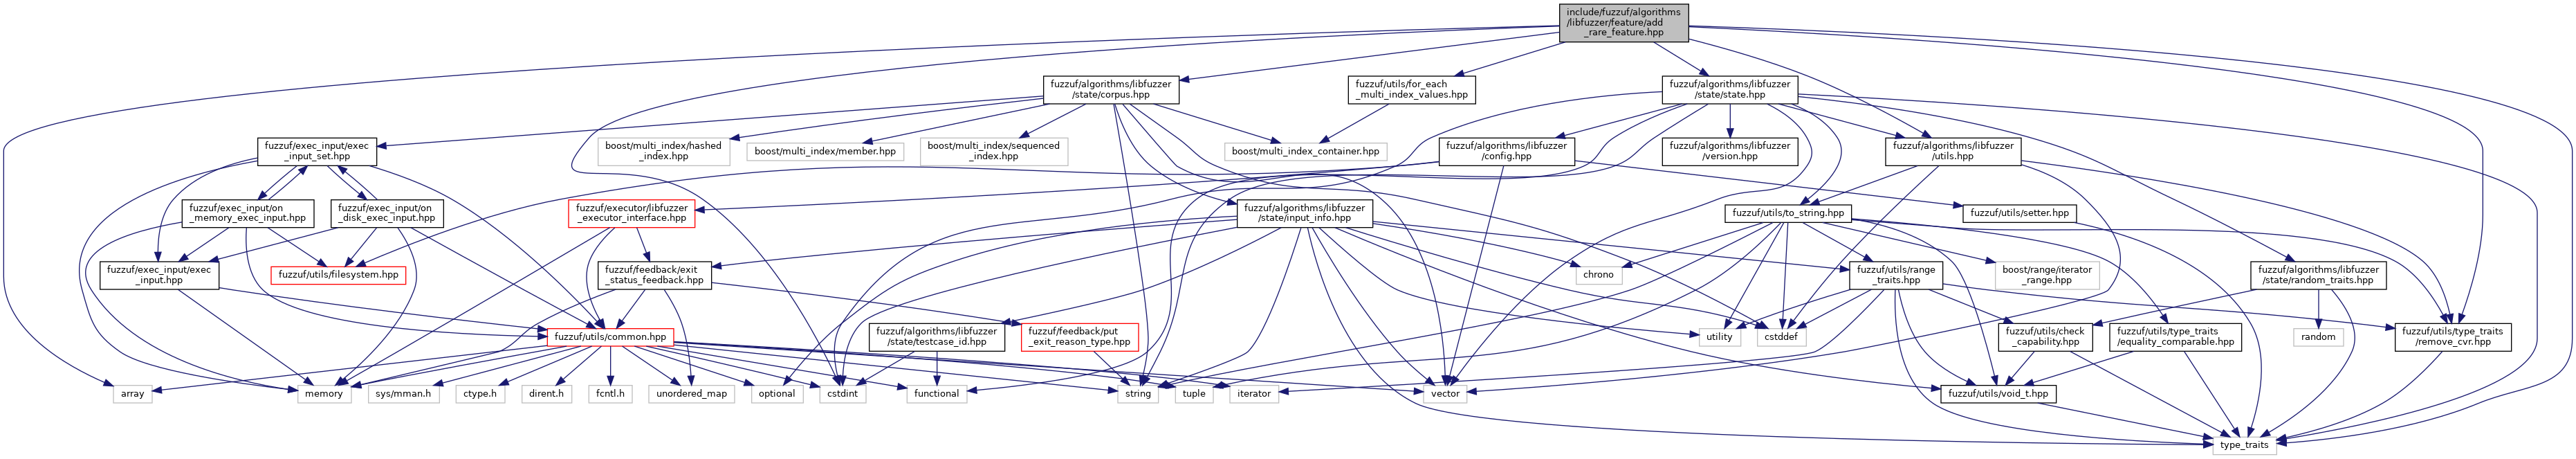 include/fuzzuf/algorithms
/libfuzzer/feature/add
_rare_feature.hpp
fuzzuf/algorithms/libfuzzer
/state/corpus.hpp
fuzzuf/utils/for_each
_multi_index_values.hpp
fuzzuf/algorithms/libfuzzer
/state/state.hpp
fuzzuf/exec_input/exec
_input_set.hpp
boost/multi_index/hashed
_index.hpp
boost/multi_index/member.hpp
boost/multi_index/sequenced
_index.hpp
boost/multi_index_container.hpp
fuzzuf/algorithms/libfuzzer
/config.hpp
fuzzuf/algorithms/libfuzzer
/version.hpp
fuzzuf/algorithms/libfuzzer
/utils.hpp
fuzzuf/exec_input/on
_memory_exec_input.hpp
fuzzuf/exec_input/on
_disk_exec_input.hpp
fuzzuf/executor/libfuzzer
_executor_interface.hpp
fuzzuf/algorithms/libfuzzer
/state/input_info.hpp
fuzzuf/utils/to_string.hpp
fuzzuf/utils/setter.hpp
fuzzuf/exec_input/exec
_input.hpp
fuzzuf/utils/filesystem.hpp
fuzzuf/feedback/exit
_status_feedback.hpp
chrono
fuzzuf/utils/range
_traits.hpp
boost/range/iterator
_range.hpp
fuzzuf/algorithms/libfuzzer
/state/random_traits.hpp
fuzzuf/utils/common.hpp
fuzzuf/algorithms/libfuzzer
/state/testcase_id.hpp
fuzzuf/feedback/put
_exit_reason_type.hpp
utility
cstddef
fuzzuf/utils/check
_capability.hpp
fuzzuf/utils/type_traits
/equality_comparable.hpp
random
fuzzuf/utils/type_traits
/remove_cvr.hpp
array
memory
sys/mman.h
ctype.h
dirent.h
fcntl.h
unordered_map
optional
cstdint
functional
string
tuple
iterator
vector
fuzzuf/utils/void_t.hpp
type_traits